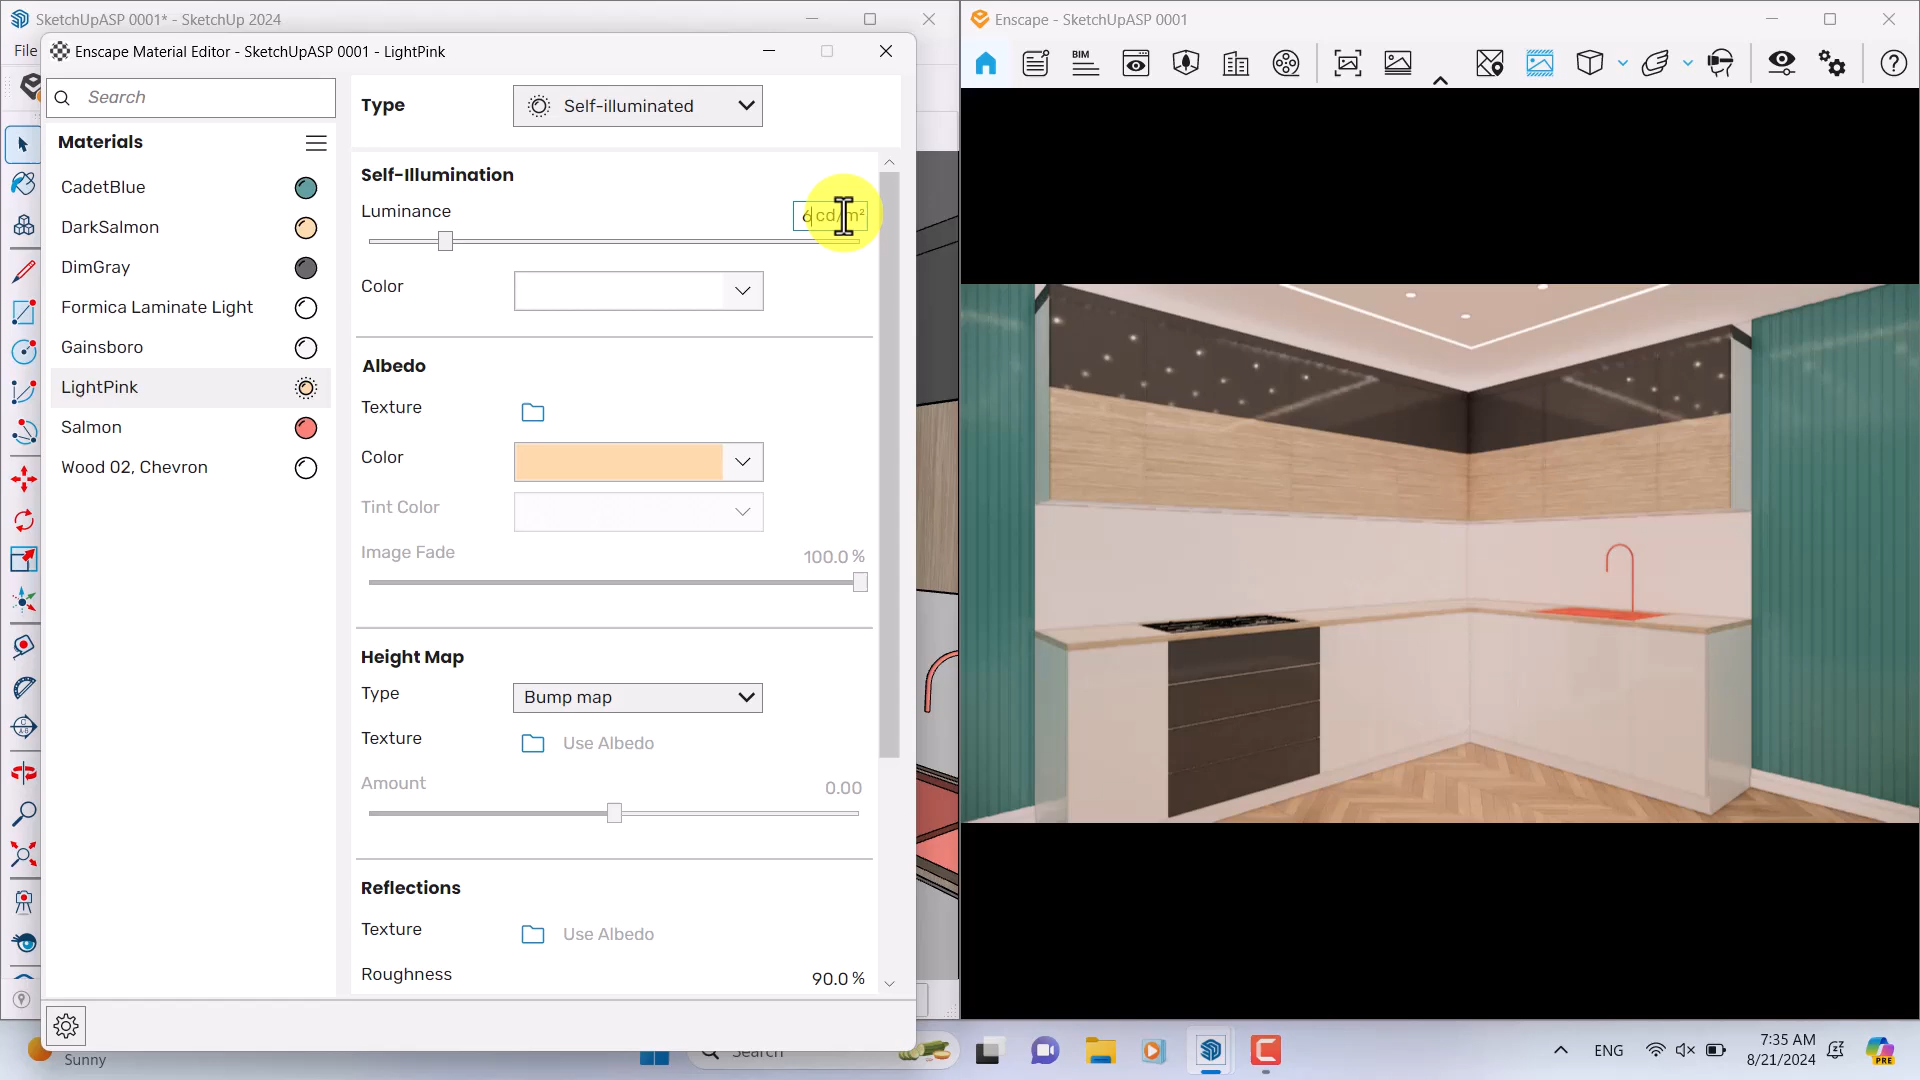 SketchUpASP 0001* - SketchUp 2024
Enscape - SketchUpASP 0001
File
Enscape Material Editor - SketchUpASP 0001 - LightPink
BIM
Search
Type
Self-illuminated
Materials
Self-Illumination
CadetBlue
Luminance
6 cd/m²
DarkSalmon
DimGray
Color
Formica Laminate Light
Gainsboro
Albedo
LightPink
Texture
Salmon
Color
Wood 02, Chevron
Tint Color
Image Fade
100.0 %
Height Map
Type
Bump map
Texture
Use Albedo
Amount
0.00
Reflections
Texture
Use Albedo
Roughness
90.0 %
Sunny
Search
ENG
7:35 AM
8/21/2024
PRE